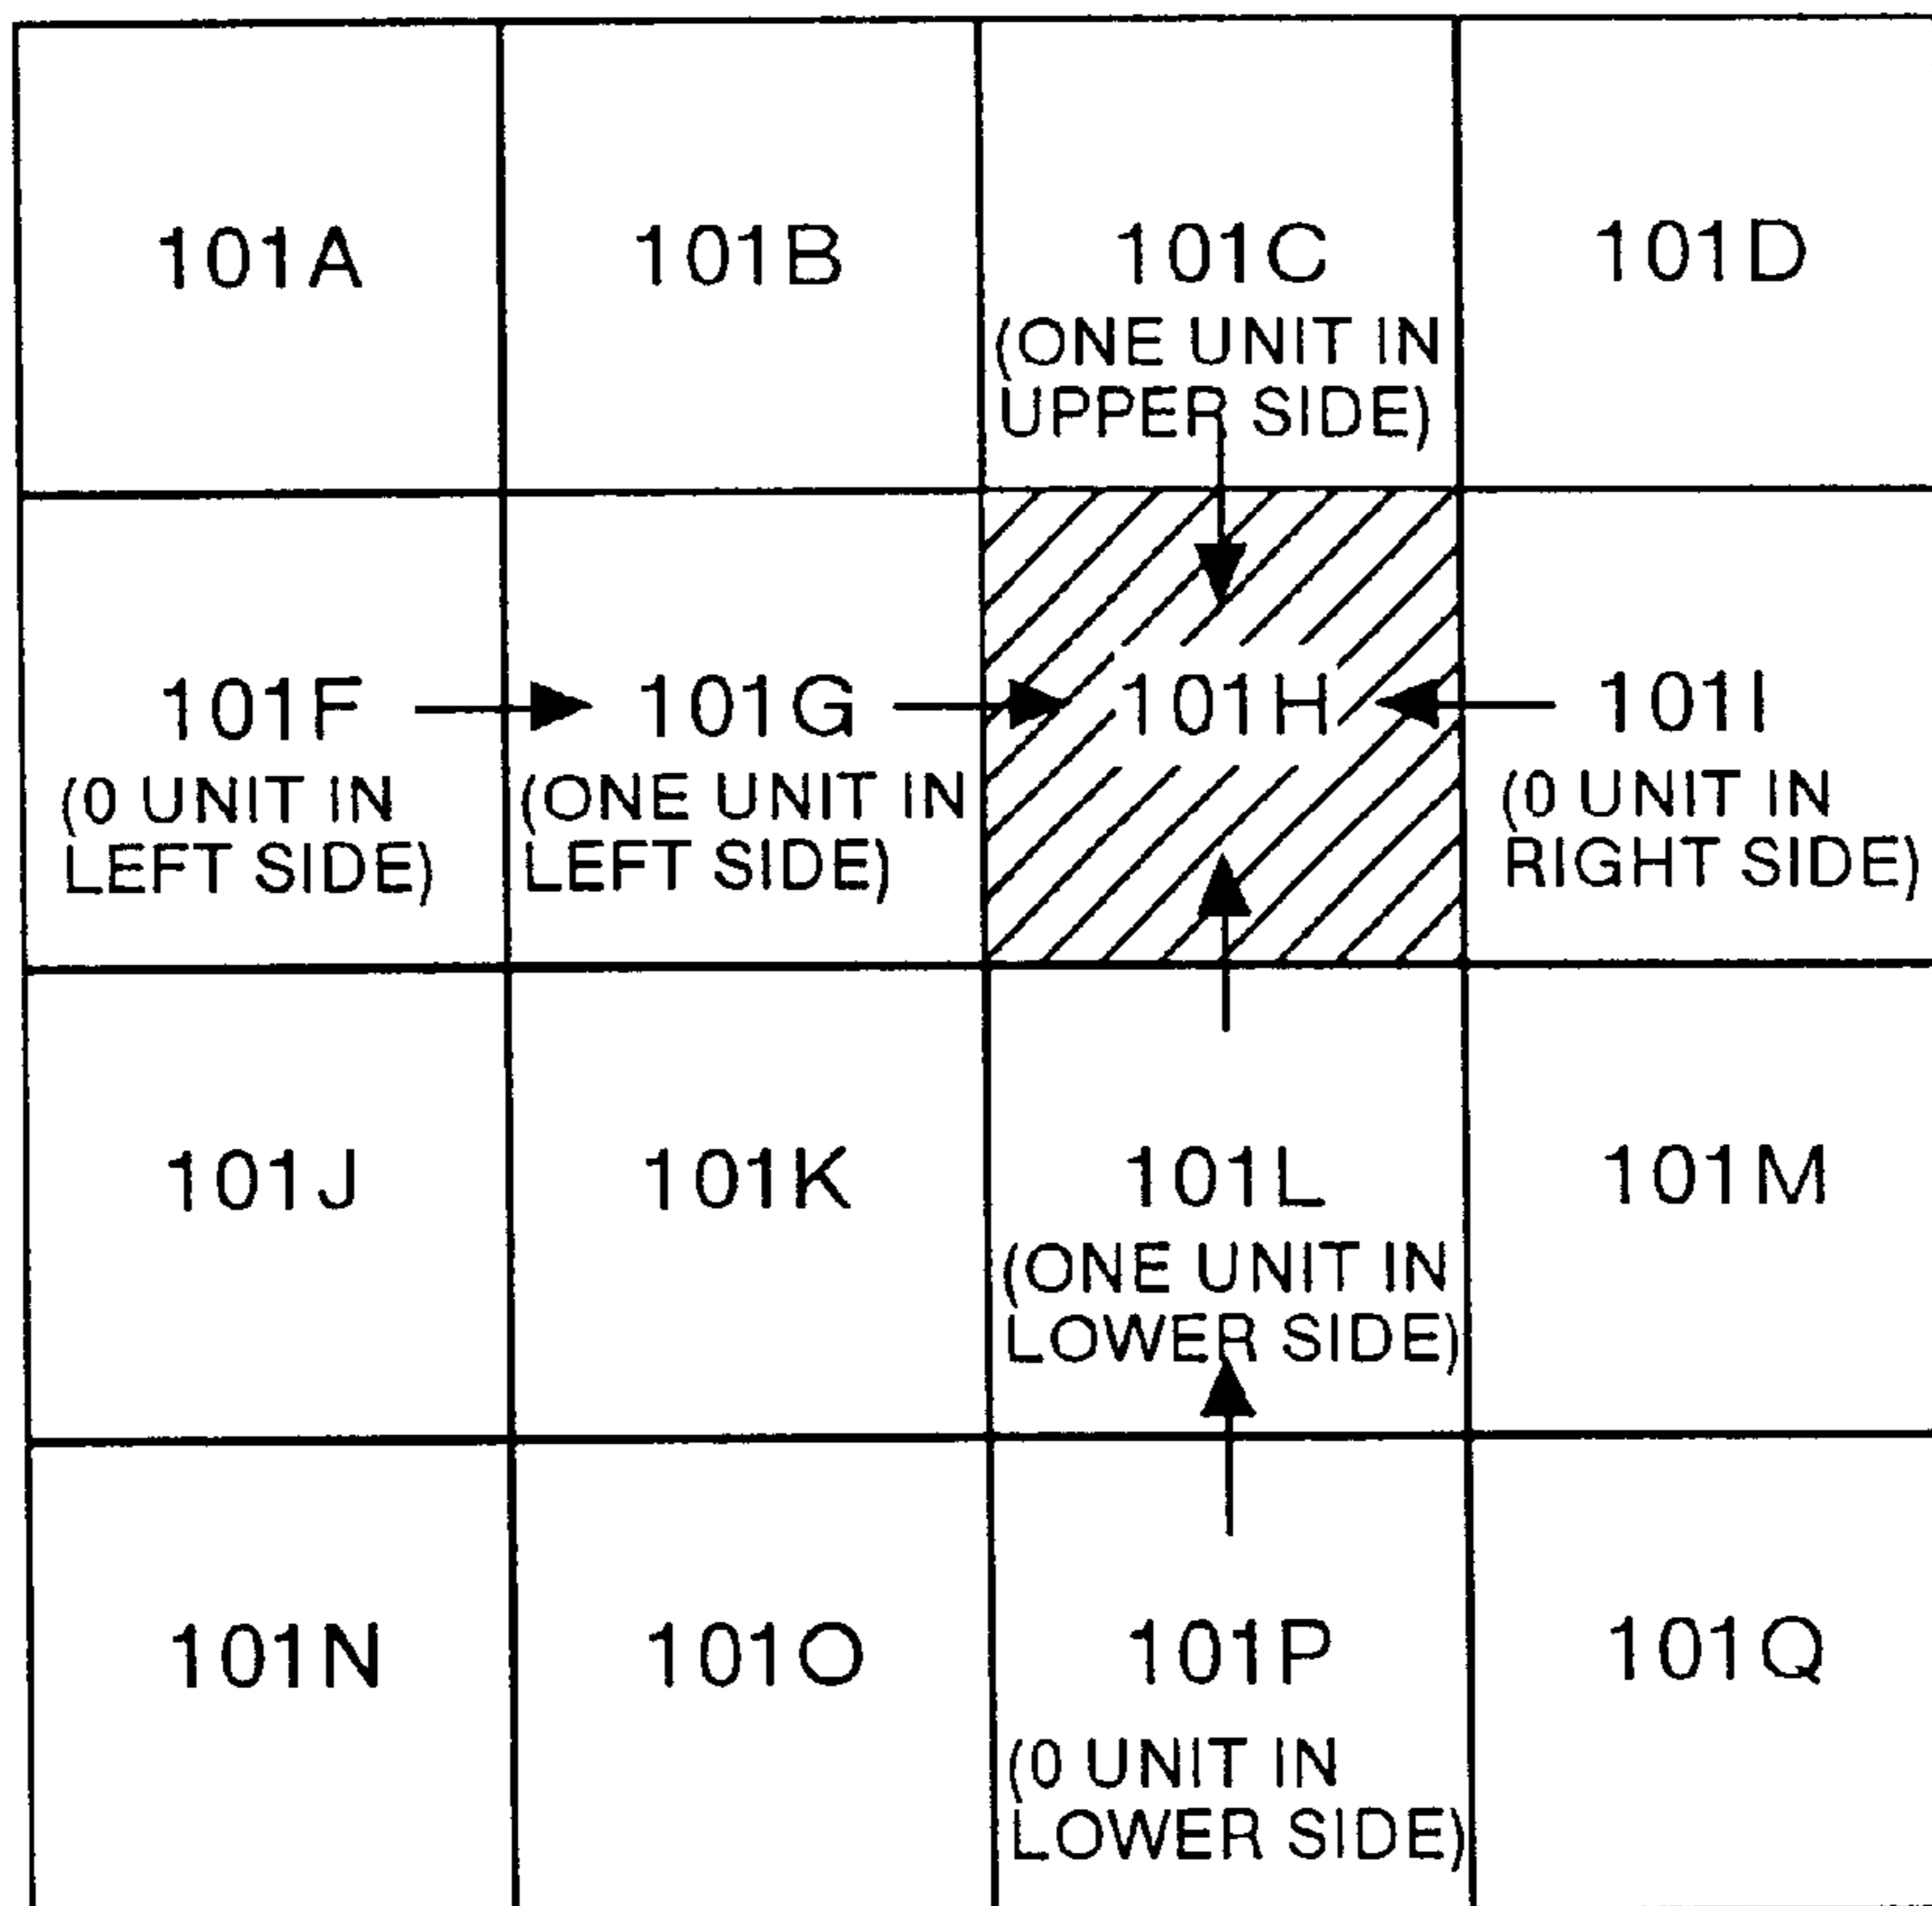 101A
101B
101C
(ONE UNIT IN
UPPER SIDE)
101D
101F
(0 UNIT IN
LEFT SIDE)
101G
(ONE UNIT IN
LEFT SIDE)
101H
101I
(0 UNIT IN
RIGHT SIDE)
101J
101K
101L
(ONE UNIT IN
LOWER SIDE)
101M
101N
101O
101P
(0 UNIT IN
LOWER SIDE)
101Q